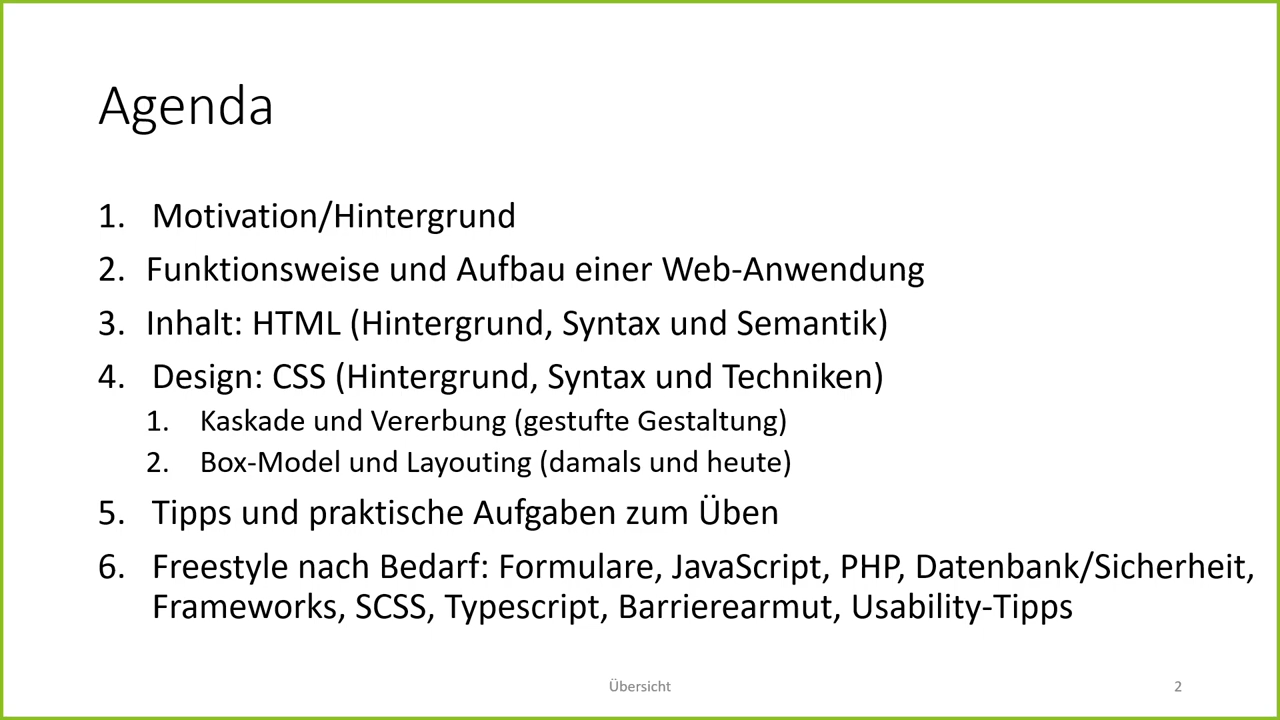 Agenda
1. Motivation/Hintergrund
2. Funktionsweise und Aufbau einer Web-Anwendung
3. Inhalt: HTML (Hintergrund, Syntax und Semantik)
4. Design: CSS (Hintergrund, Syntax und Techniken)
1. Kaskade und Vererbung (gestufte Gestaltung)
2. Box-Model und Layouting (damals und heute)
5. Tipps und praktische Aufgaben zum Üben
6. Freestyle nach Bedarf: Formulare, JavaScript, PHP, Datenbank/Sicherheit,
Frameworks, SCSS, Typescript, Barrierearmut, Usability-Tipps
Übersicht
2